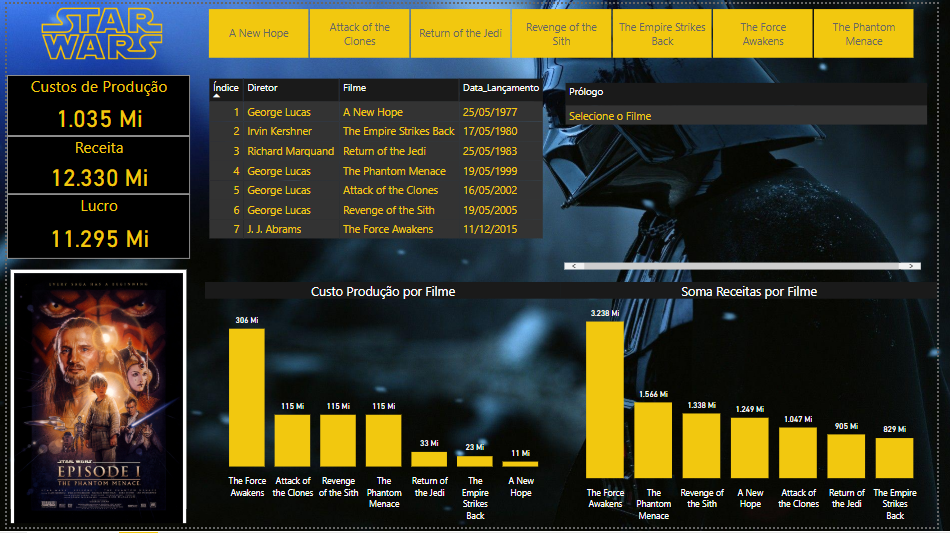 STAR
WARS
A New Hope
Attack of the
Clones
Return of the Jedi
Revenge of the
Sith
The Empire Strikes
Back
The Force
Awakens
The Phantom
Menace
Custos de Produção
1.035 Mi
Receita
12.330 Mi
Lucro
11.295 Mi
Índice Diretor Filme Data_Lançamento
1 George Lucas A New Hope 25/05/1977
2 Irvin Kershner The Empire Strikes Back 17/05/1980
3 Richard Marquand Return of the Jedi 25/05/1983
4 George Lucas The Phantom Menace 19/05/1999
5 George Lucas Attack of the Clones 16/05/2002
6 George Lucas Revenge of the Sith 19/05/2005
7 J. J. Abrams The Force Awakens 11/12/2015
Prólogo
Selecione o Filme
EVERY SAGA HAS A BEGINNING
STAR WARS
EPISODE I
THE PHANTOM MENACE
Custo Produção por Filme
306 Mi
115 Mi
115 Mi
115 Mi
33 Mi
23 Mi
11 Mi
The Force
Awakens
Attack of
the Clones
Revenge
of the Sith
The
Phantom
Menace
Return of
the Jedi
The
Empire
Strikes
Back
A New
Hope
Soma Receitas por Filme
3.238 Mi
1.566 Mi
1.338 Mi
1.249 Mi
1.047 Mi
905 Mi
829 Mi
The Force
Awakens
The
Phantom
Menace
Revenge of
the Sith
A New
Hope
Attack of
the Clones
Return of
the Jedi
The Empire
Strikes
Back